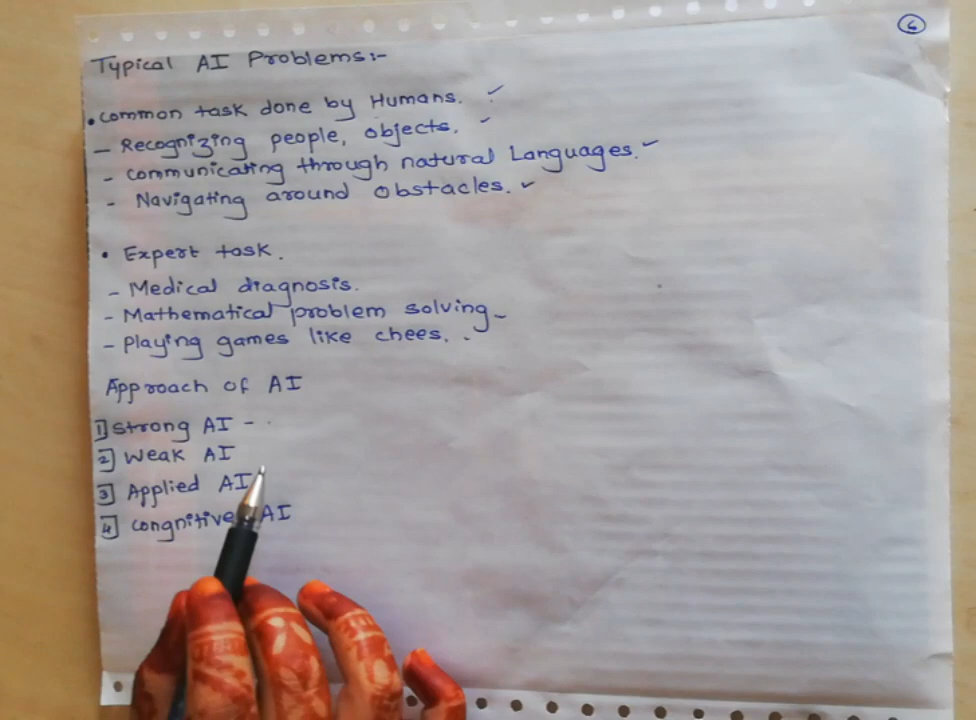 6
Typical AI Problems:-
• common task done by Humans.
- Recognizing people, objects.
- communicating through natural Languages.
- Navigating around obstacles.
• Expert task.
- Medical diagnosis.
- Mathematical problem solving-
- playing games like chees..
Approach of AI
1] strong AI -
2] Weak AI
3] Applied AI
4] congnitive AI